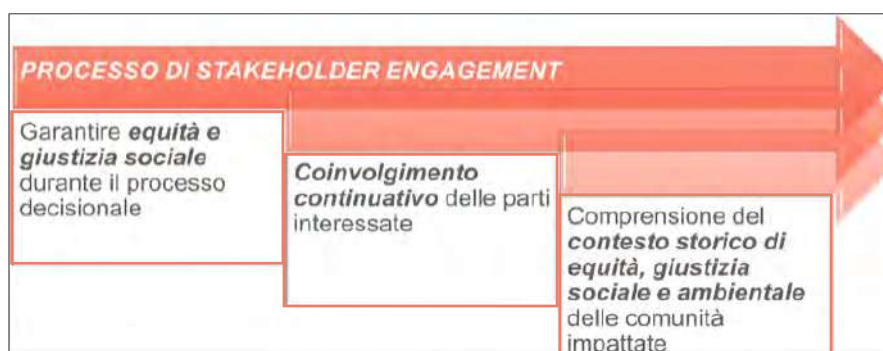 PROCESSO DI STAKEHOLDER ENGAGEMENT
Garantire equità e
giustizia sociale
durante il processo
decisionale
Coinvolgimento
continuativo delle parti
interessate
Comprensione del
contesto storico di
equità, giustizia
sociale e ambientale
delle comunità
impattate